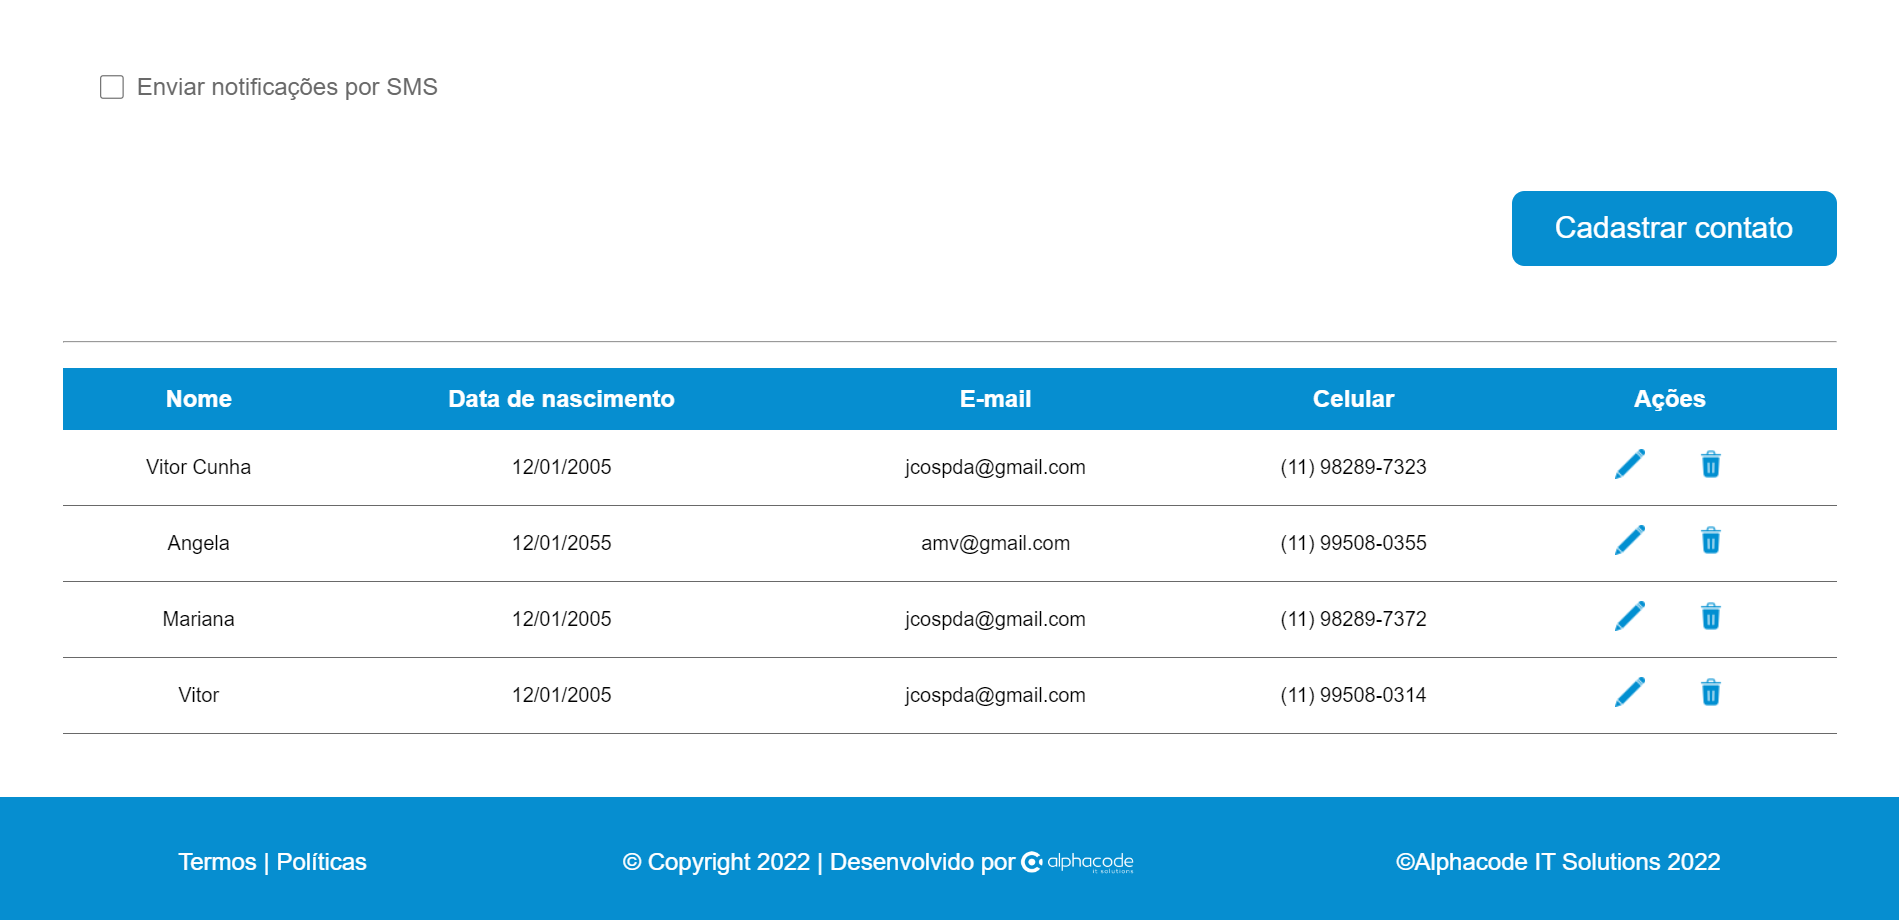 Enviar notificações por SMS
Cadastrar contato
Nome Data de nascimento E-mail Celular Ações
Vitor Cunha 12/01/2005 jcospda@gmail.com (11) 98289-7323
Angela 12/01/2055 amv@gmail.com (11) 99508-0355
Mariana 12/01/2005 jcospda@gmail.com (11) 98289-7372
Vitor 12/01/2005 jcospda@gmail.com (11) 99508-0314
Termos | Políticas © Copyright 2022 | Desenvolvido por alphacode ©Alphacode IT Solutions 2022
it solutions